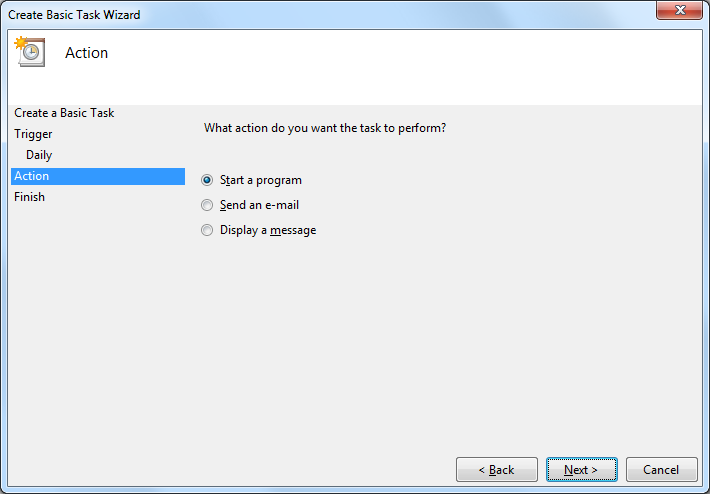 Create Basic Task Wizard
Action
Create a Basic Task
Trigger
Daily
Action
Finish
What action do you want the task to perform?
Start a program
Send an e-mail
Display a message
< Back
Next >
Cancel